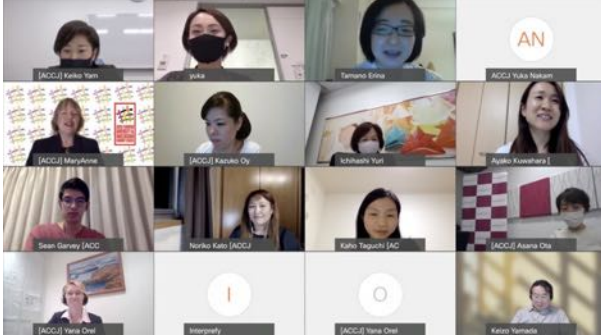 [ACCJ] Keiko Yam
yuka
Tamano Erina
AN
ACCJ Yuka Nakam
[ACCJ] MaryAnne
[ACCJ] Kazuko Oy
Ichihashi Yuri
Ayako Kuwahara [
Sean Garvey [ACC
Noriko Kato [ACCJ
Kaho Taguchi [AC
[ACCJ] Asana Ota
[ACCJ] Yana Orel
I
Interprefy
O
[ACCJ] Yana Orel
Keizo Yamada